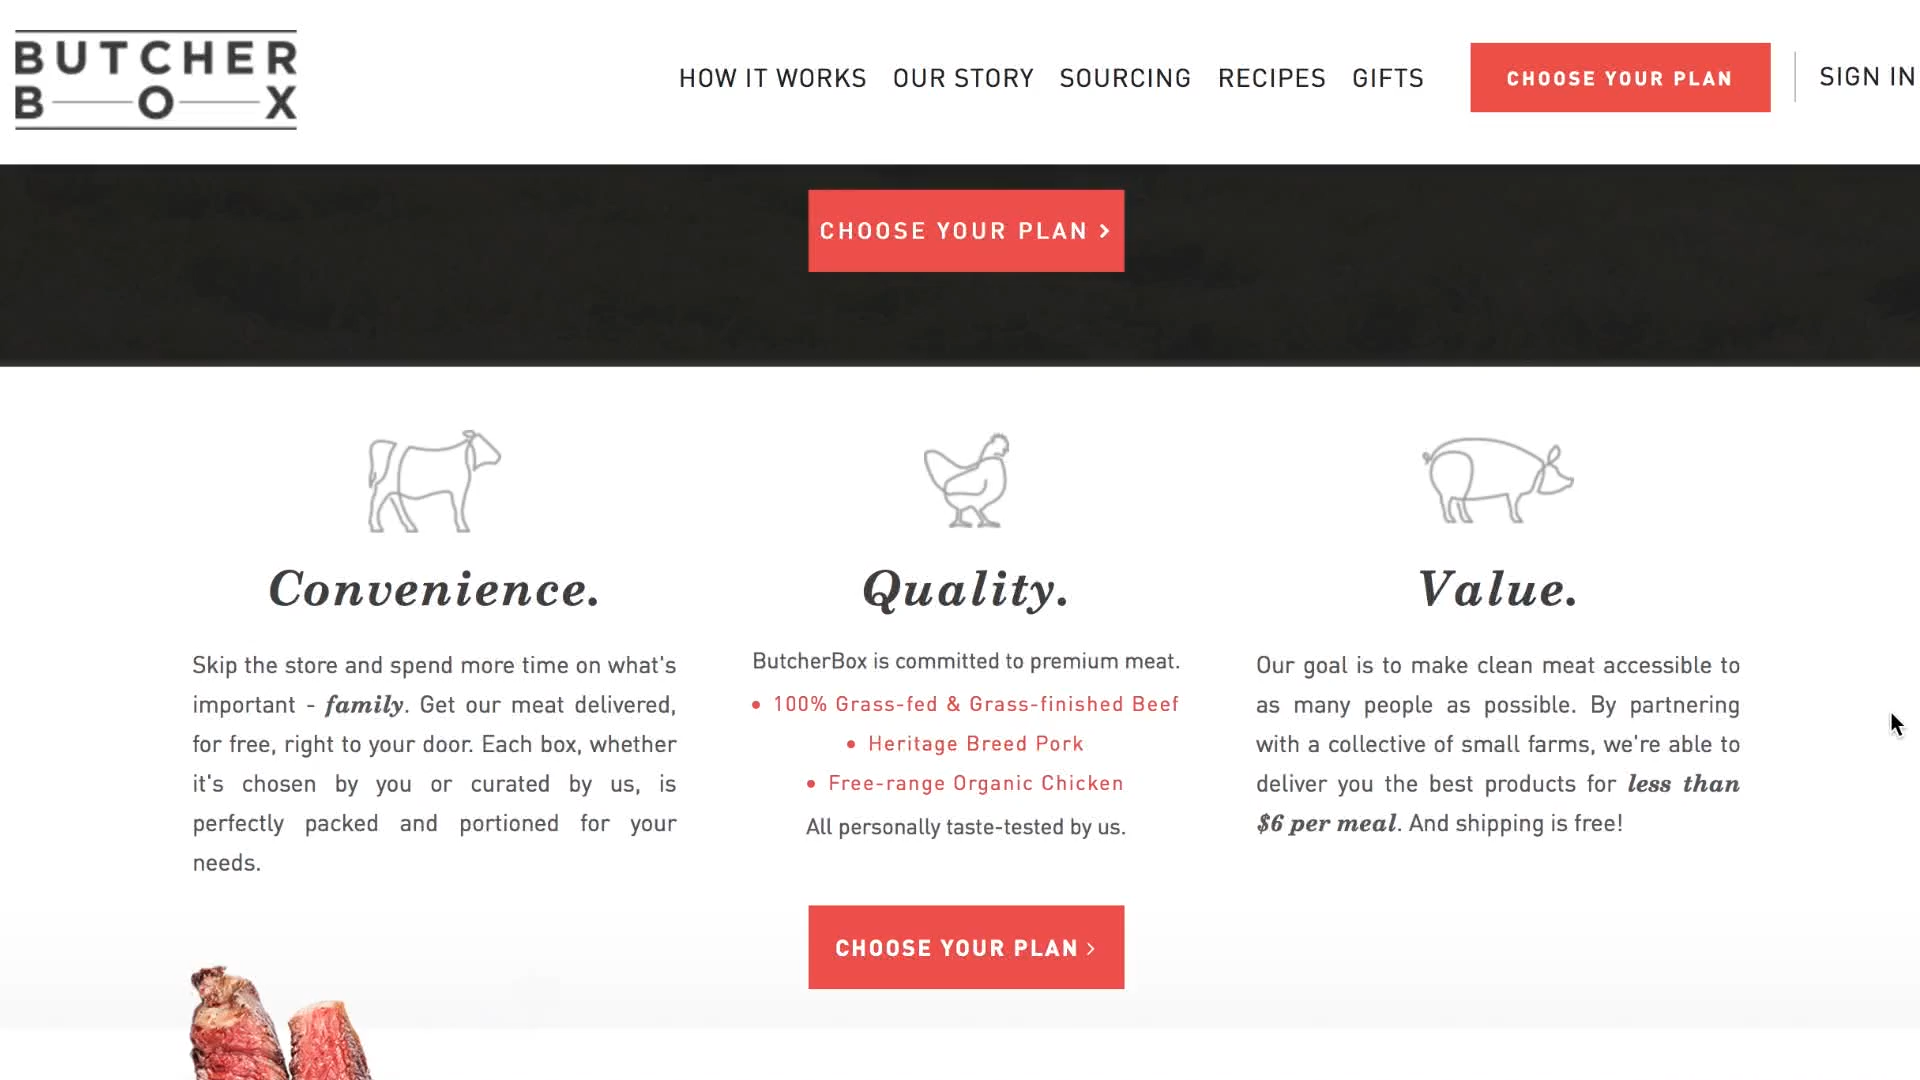 BUTCHER
BOX
HOW IT WORKS OUR STORY SOURCING RECIPES GIFTS CHOOSE YOUR PLAN SIGN IN
CHOOSE YOUR PLAN >
Convenience.
Skip the store and spend more time on what's
important - family. Get our meat delivered,
for free, right to your door. Each box, whether
it's chosen by you or curated by us, is
perfectly packed and portioned for your
needs.
Quality.
ButcherBox is committed to premium meat.
• 100% Grass-fed & Grass-finished Beef
• Heritage Breed Pork
• Free-range Organic Chicken
All personally taste-tested by us.
Value.
Our goal is to make clean meat accessible to
as many people as possible. By partnering
with a collective of small farms, we're able to
deliver you the best products for less than
$6 per meal. And shipping is free!
CHOOSE YOUR PLAN >